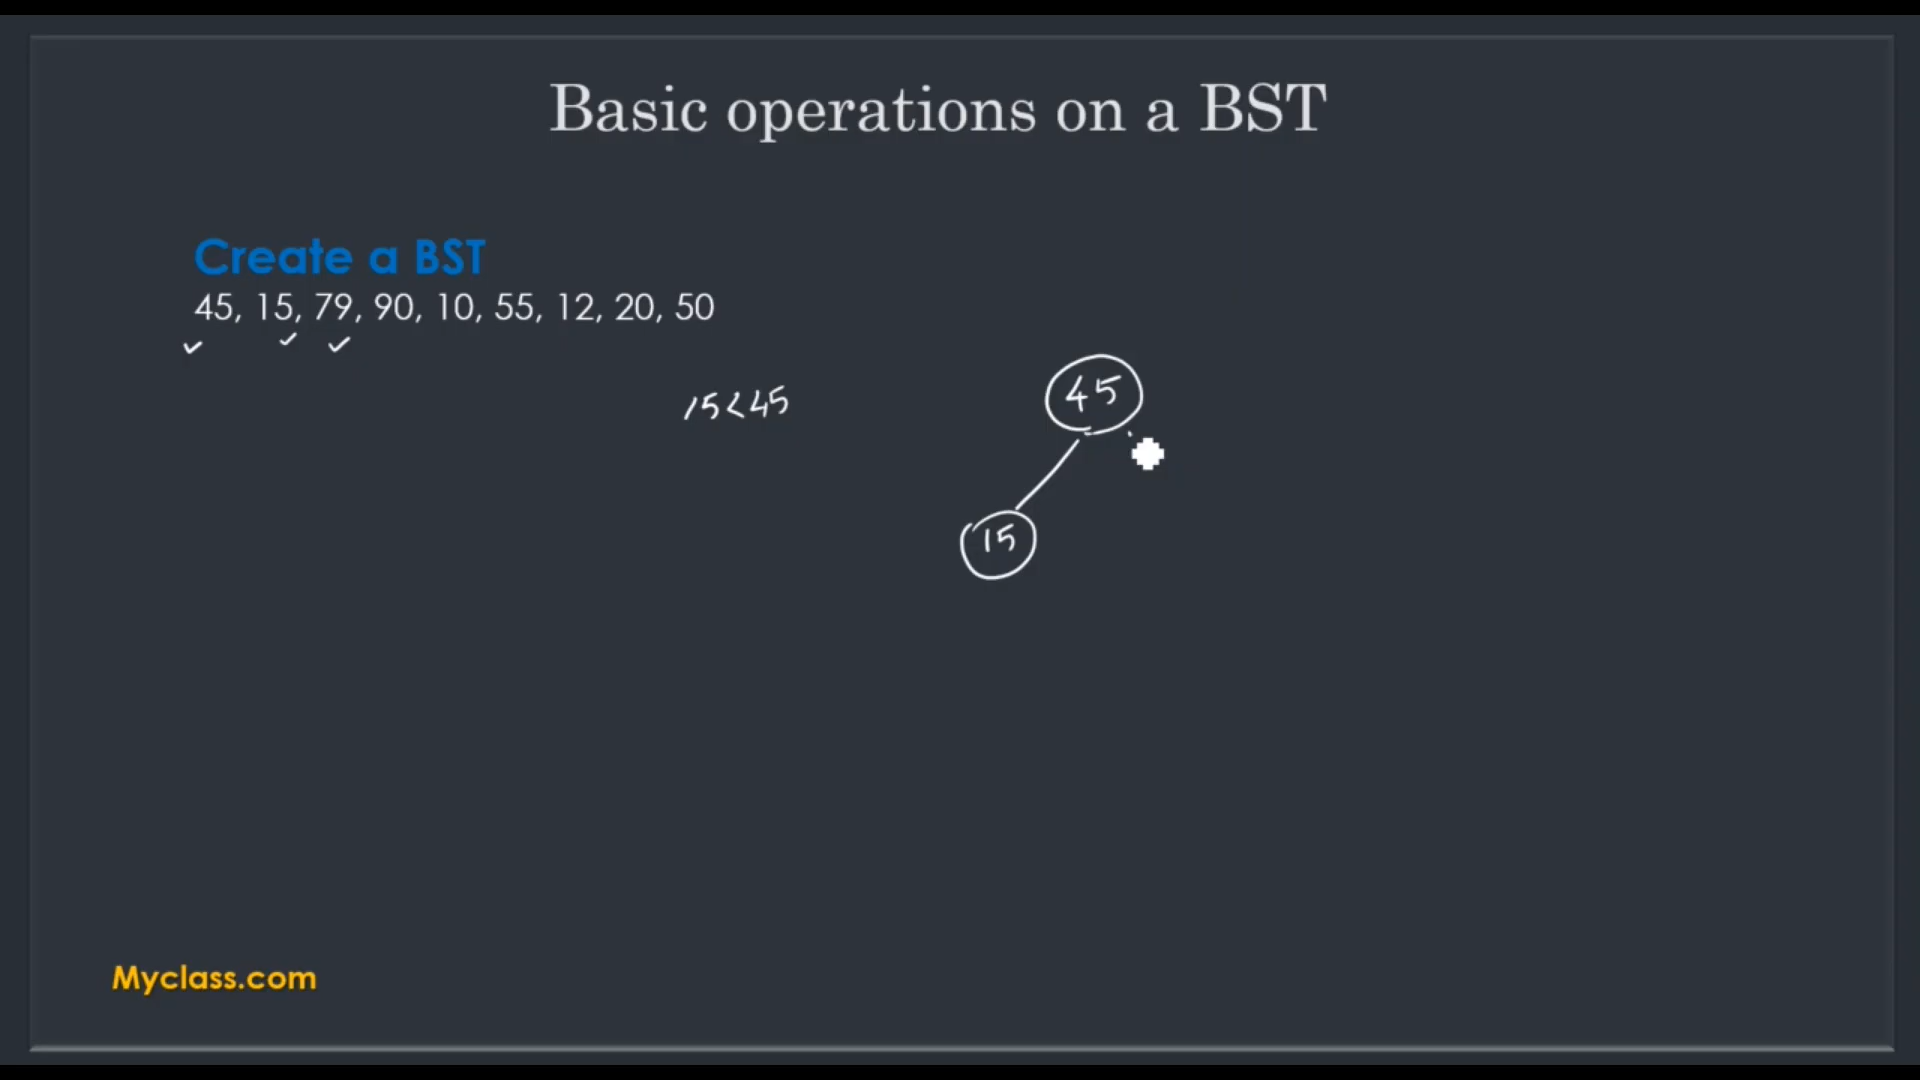 Basic operations on a BST
Create a BST
45, 15, 79, 90, 10, 55, 12, 20, 50
15<45
45
15
Myclass.com